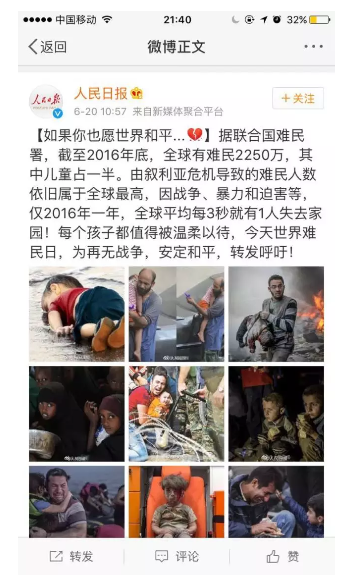 中国移动 21:40 32%
返回 微博正文
人民日报
人民日报
6-20 10:57 来自新媒体聚合平台
+关注
【如果你也愿世界和平...💔】据联合国难民
署，截至2016年底，全球有难民2250万，其
中儿童占一半。由叙利亚危机导致的难民人数
依旧属于全球最高，因战争、暴力和迫害等，
仅2016年一年，全球平均每3秒就有1人失去家
园！每个孩子都值得被温柔以待，今天世界难
民日，为再无战争，安定和平，转发呼吁！
转发 评论 赞